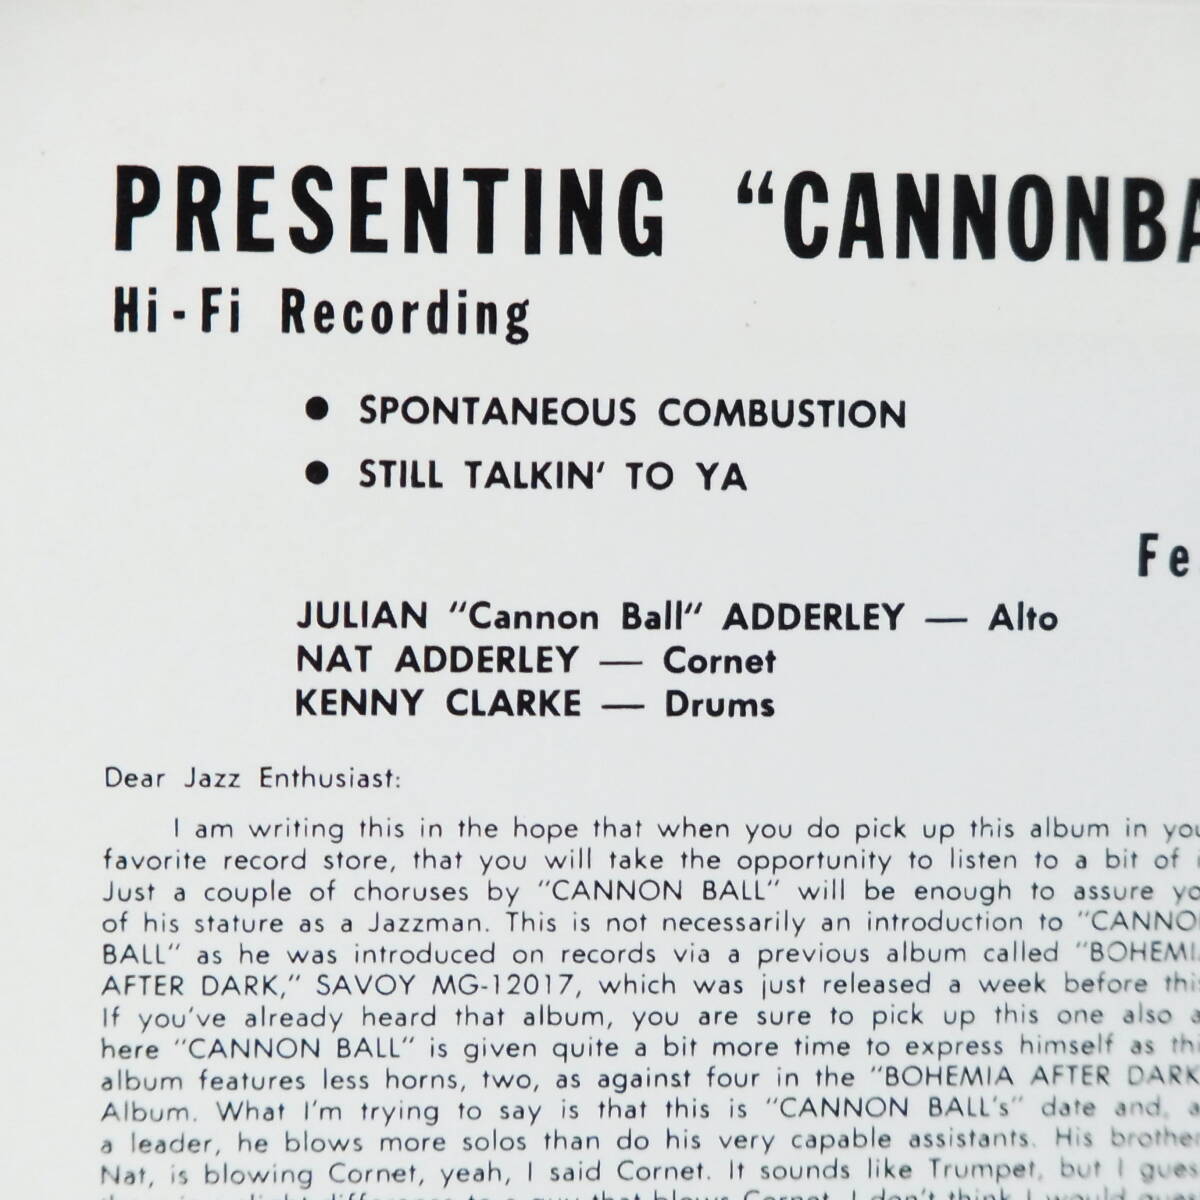 PRESENTING "CANNONBA
Hi-Fi Recording
● SPONTANEOUS COMBUSTION
● STILL TALKIN' TO YA
Fe
JULIAN "Cannon Ball" ADDERLEY — Alto
NAT ADDERLEY — Cornet
KENNY CLARKE — Drums
Dear Jazz Enthusiast:
I am writing this in the hope that when you do pick up this album in you
favorite record store, that you will take the opportunity to listen to a bit of
Just a couple of choruses by "CANNON BALL" will be enough to assure yo
of his stature as a Jazzman. This is not necessarily an introduction to "CANNO
BALL" as he was introduced on records via a previous album called "BOHEMI
AFTER DARK," SAVOY MG-12017, which was just released a week before this
If you've already heard that album, you are sure to pick up this one also a
here "CANNON BALL" is given quite a bit more time to express himself as thi
album features less horns, two, as against four in the "BOHEMIA AFTER DARK
Album. What I'm trying to say is that this is "CANNON BALL's" date and, a
a leader, he blows more solos than do his very capable assistants. His brother
Nat, is blowing Cornet, yeah, I said Cornet. It sounds like Trumpet, but I gues